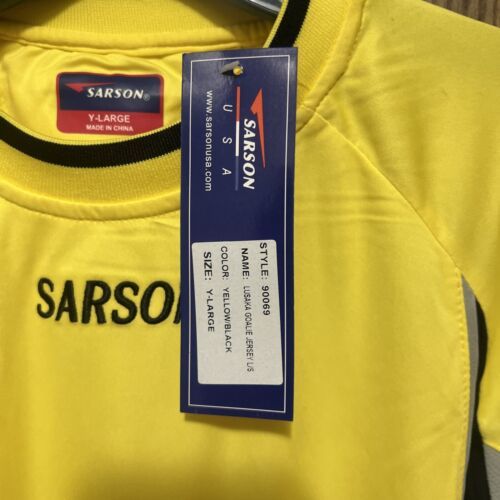 SARSON®
Y-LARGE
MADE IN CHINA
SARSON
USA
www.sarsonusa.com
STYLE: 90069
NAME: LUSAKA GOALIE JERSEY L/S
COLOR: YELLOW/BLACK
SIZE: Y-LARGE
SARSON